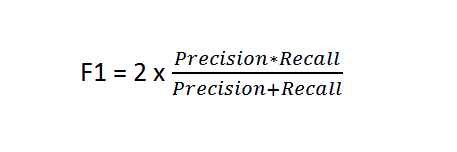 F1 = 2 x Precision*Recall
Precision+Recall